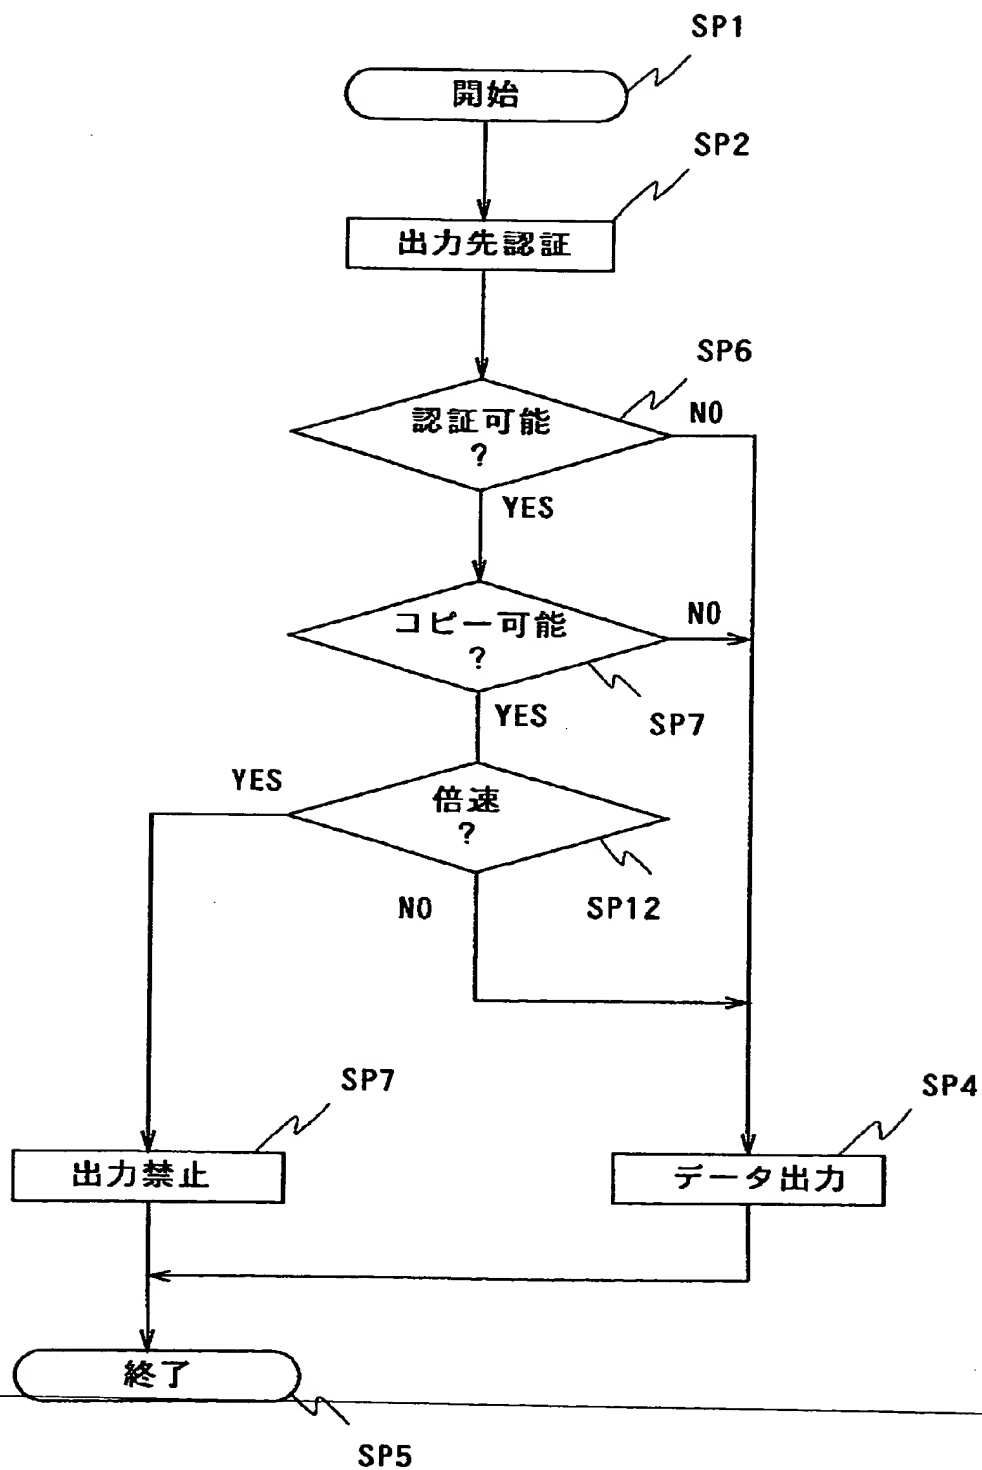 SP1
開始
SP2
出力先認証
SP6
認証可能
?
NO
YES
コピー可能
?
NO
SP7
YES
倍速
?
YES
NO
SP12
SP7
出力禁止
SP4
データ出力
終了
SP5